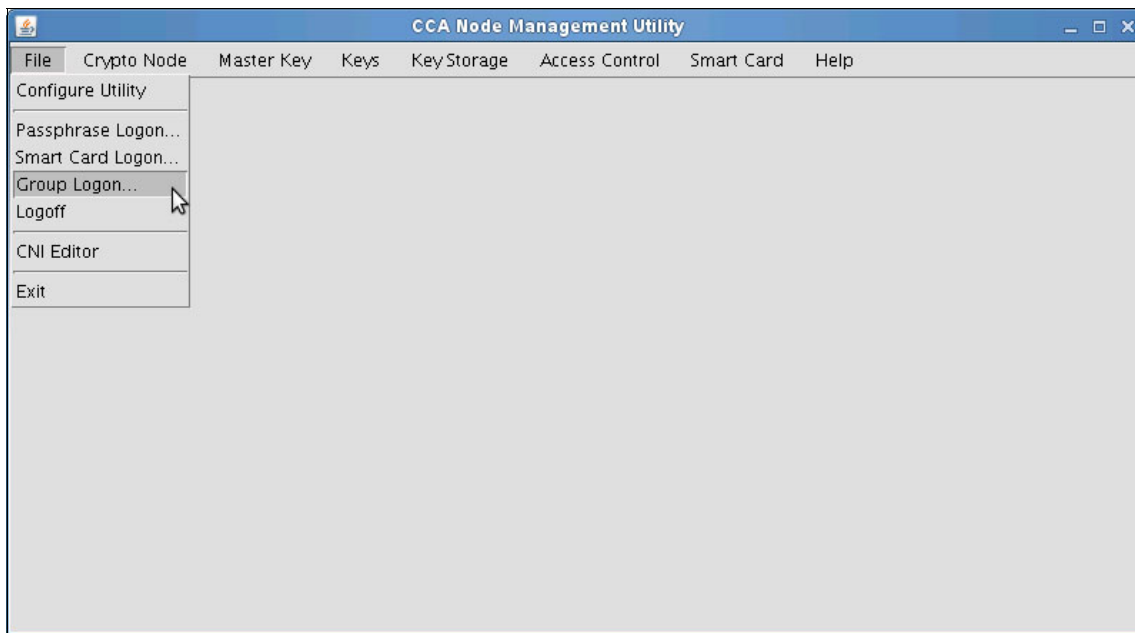 CCA Node Management Utility
File Crypto Node Master Key Keys Key Storage Access Control Smart Card Help
Configure Utility
Passphrase Logon...
Smart Card Logon...
Group Logon...
Logoff
CNI Editor
Exit